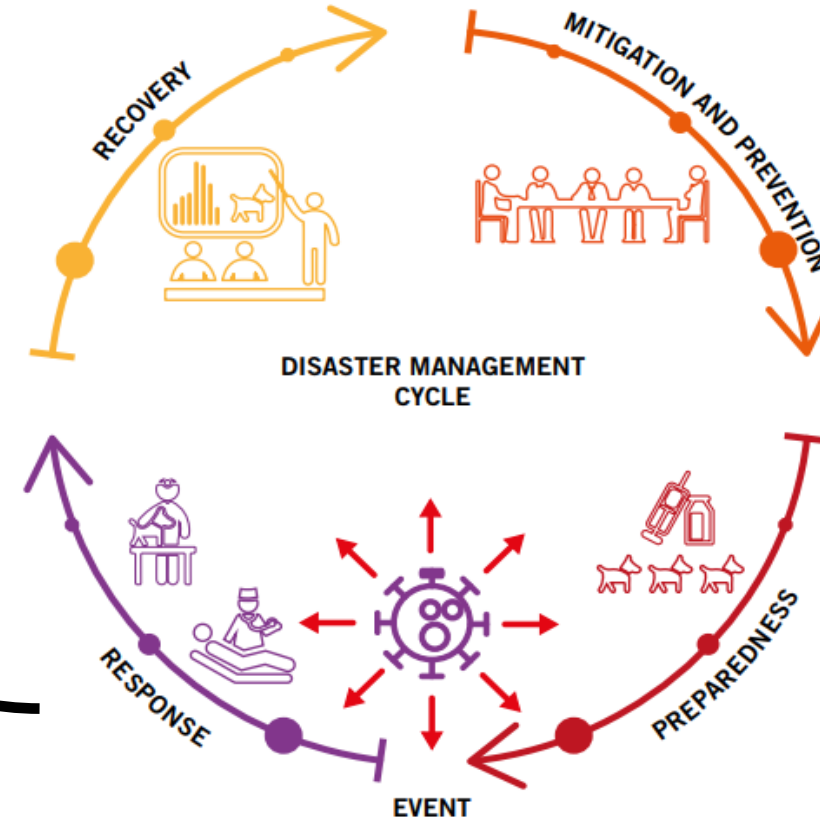 RECOVERY
MITIGATION AND PREVENTION
DISASTER MANAGEMENT
CYCLE
RESPONSE
PREPAREDNESS
EVENT